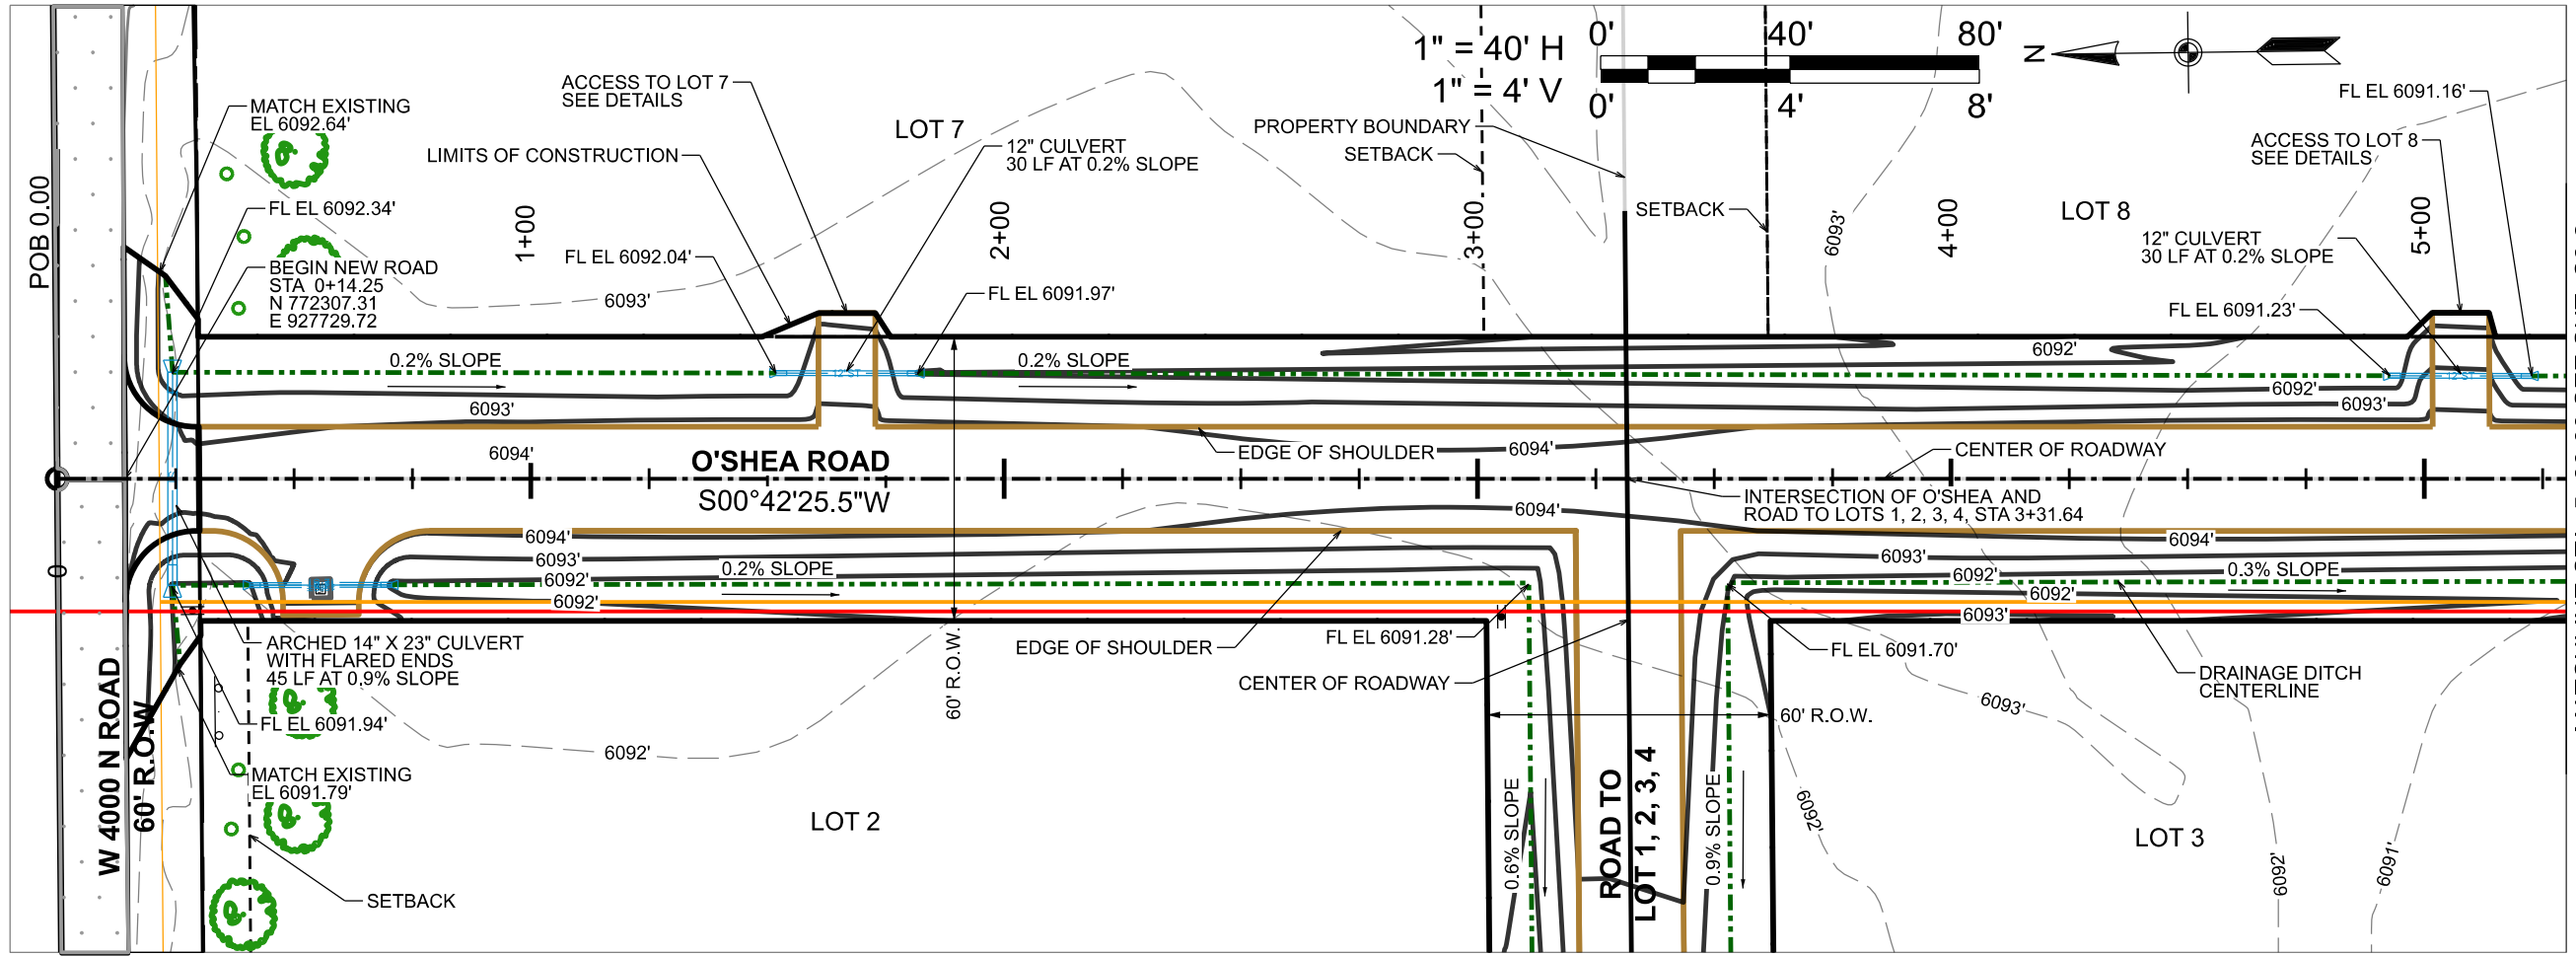 1" = 40' H
1" = 4' V
0' 40' 80'
0' 4' 8'
N
POB 0.00
MATCH EXISTING
EL 6092.64'
ACCESS TO LOT 7
SEE DETAILS
LIMITS OF CONSTRUCTION
LOT 7
12" CULVERT
30 LF AT 0.2% SLOPE
PROPERTY BOUNDARY
SETBACK
SETBACK
FL EL 6091.16'
ACCESS TO LOT 8
SEE DETAILS
LOT 8
12" CULVERT
30 LF AT 0.2% SLOPE
FL EL 6091.23'
FL EL 6092.34'
BEGIN NEW ROAD
STA 0+14.25
N 772307.31
E 927729.72
1+00
2+00
3+00
4+00
5+00
FL EL 6092.04'
FL EL 6091.97'
6093'
6093'
0.2% SLOPE
0.2% SLOPE
12 ST
12 ST
6092'
6092'
6093'
6093'
6094'
EDGE OF SHOULDER
6094'
CENTER OF ROADWAY
O'SHEA ROAD
S00°42'25.5"W
INTERSECTION OF O'SHEA AND
ROAD TO LOTS 1, 2, 3, 4, STA 3+31.64
6094'
6094'
6093'
6092'
6092'
0.2% SLOPE
0
6094'
6093'
6092'
6092'
6093'
0.3% SLOPE
ARCHED 14" X 23" CULVERT
WITH FLARED ENDS
45 LF AT 0.9% SLOPE
FL EL 6091.94'
MATCH EXISTING
EL 6091.79'
SETBACK
W 4000 N ROAD
60' R.O.W
6092'
LOT 2
60' R.O.W.
EDGE OF SHOULDER
FL EL 6091.28'
CENTER OF ROADWAY
FL EL 6091.70'
60' R.O.W.
DRAINAGE DITCH
CENTERLINE
0.6% SLOPE
ROAD TO
LOT 1, 2, 3, 4
0.9% SLOPE
6093'
6092'
LOT 3
6092'
6091'